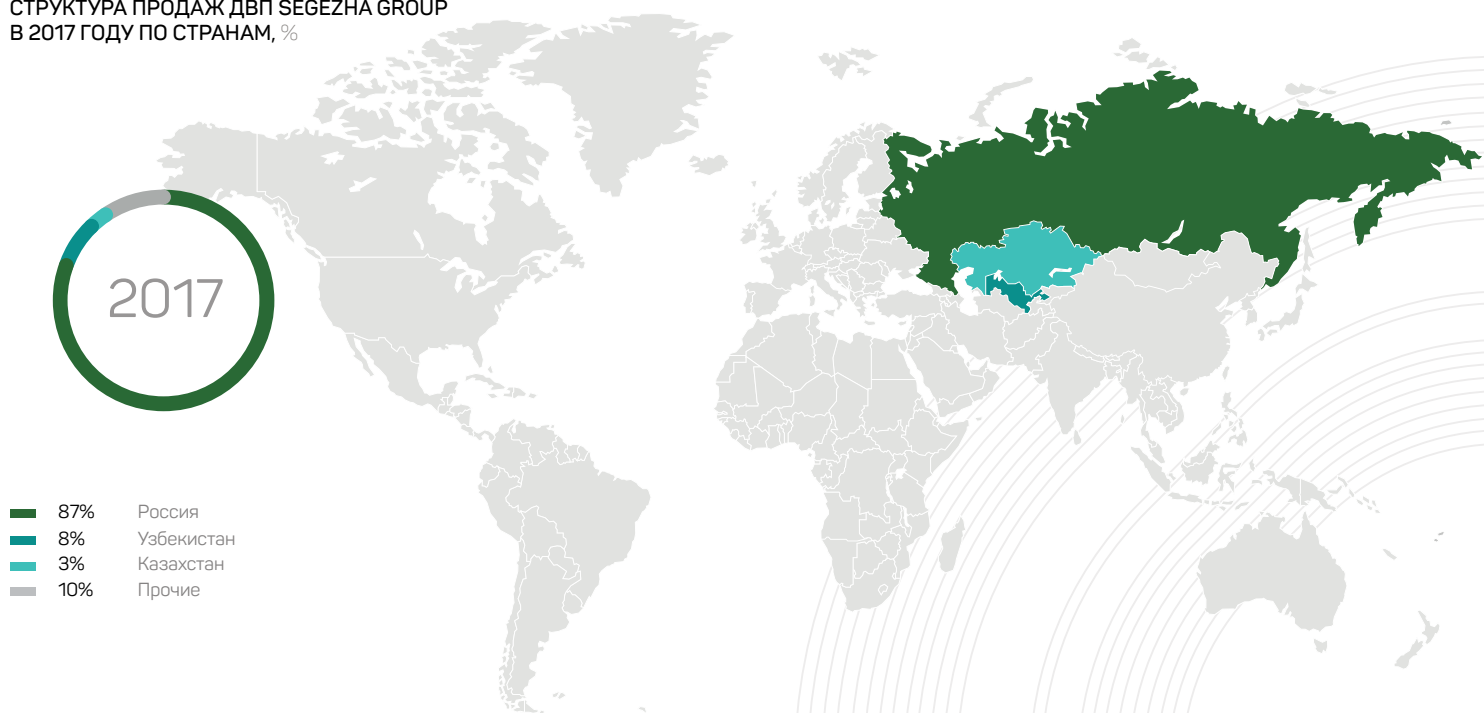 СТРУКТУРА ПРОДАЖ ДВП SEGEZHA GROUP
В 2017 ГОДУ ПО СТРАНАМ, %
2017
87% Россия
8% Узбекистан
3% Казахстан
10% Прочие